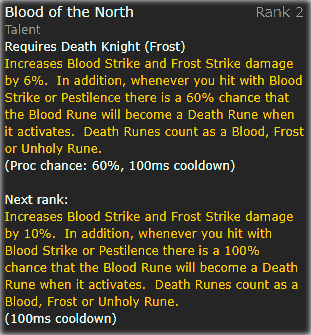 Blood of the North Rank 2
Talent
Requires Death Knight (Frost)
Increases Blood Strike and Frost Strike damage
by 6%.  In addition, whenever you hit with Blood
Strike or Pestilence there is a 60% chance that
the Blood Rune will become a Death Rune when
it activates.  Death Runes count as a Blood, Frost
or Unholy Rune.
(Proc chance: 60%, 100ms cooldown)
Next rank:
Increases Blood Strike and Frost Strike damage
by 10%.  In addition, whenever you hit with
Blood Strike or Pestilence there is a 100%
chance that the Blood Rune will become a Death
Rune when it activates.  Death Runes count as a
Blood, Frost or Unholy Rune.
(100ms cooldown)